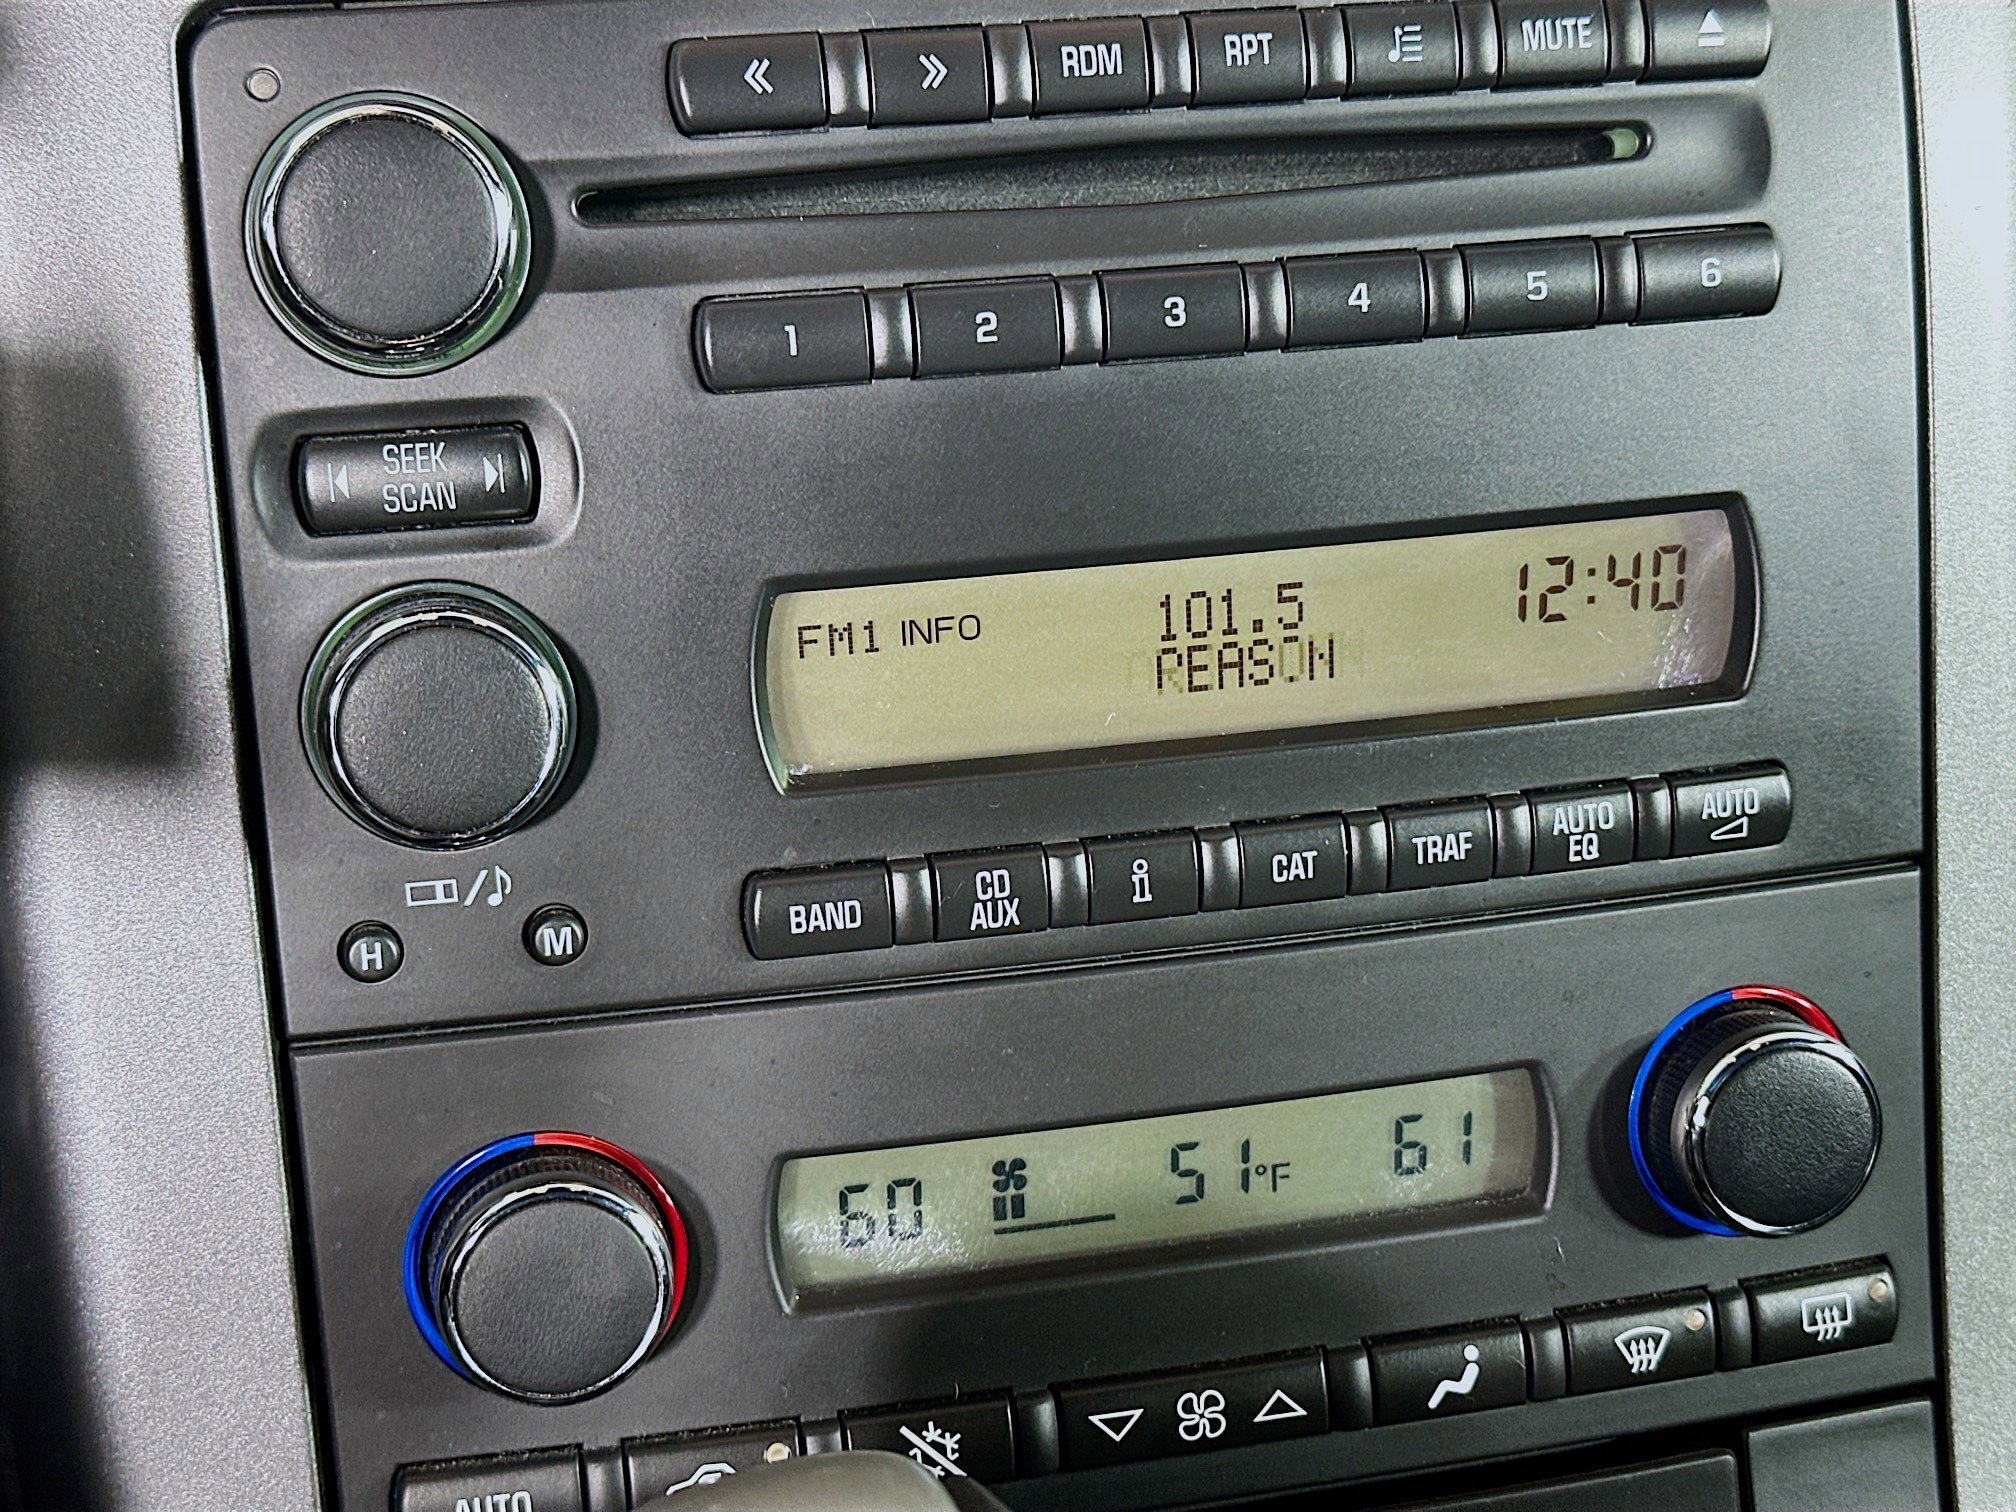 RDM RPT MUTE
1 2 3 4 5 6
SEEK
SCAN
FM1 INFO 101.5 12:40
REASON
BAND CD AUX i CAT TRAF AUTO EQ AUTO
H M
60 51°F 61
AUTO